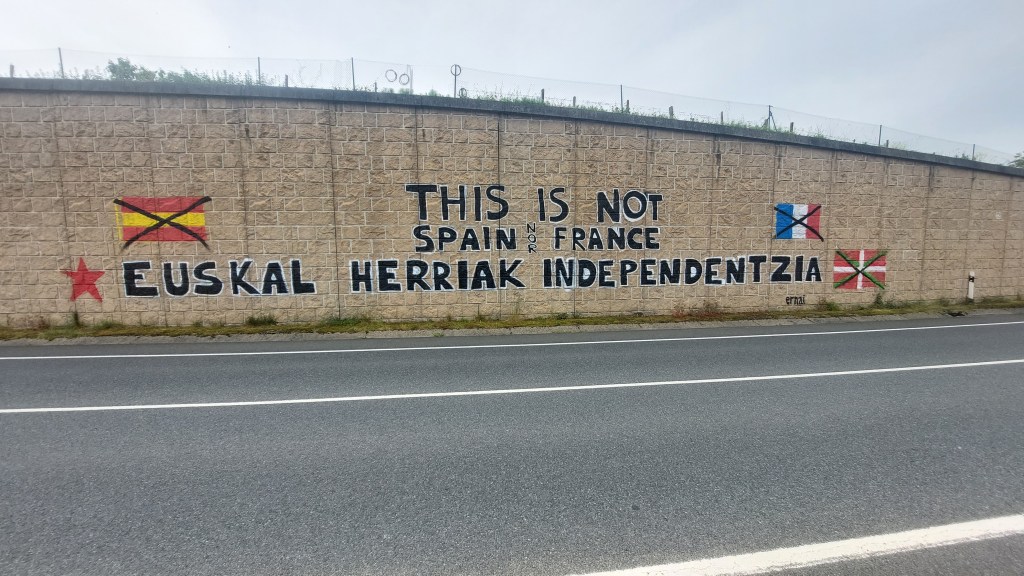 THIS IS NOT
SPAIN NOR FRANCE
EUSKAL HERRIAK INDEPENDENTZIA
ernai